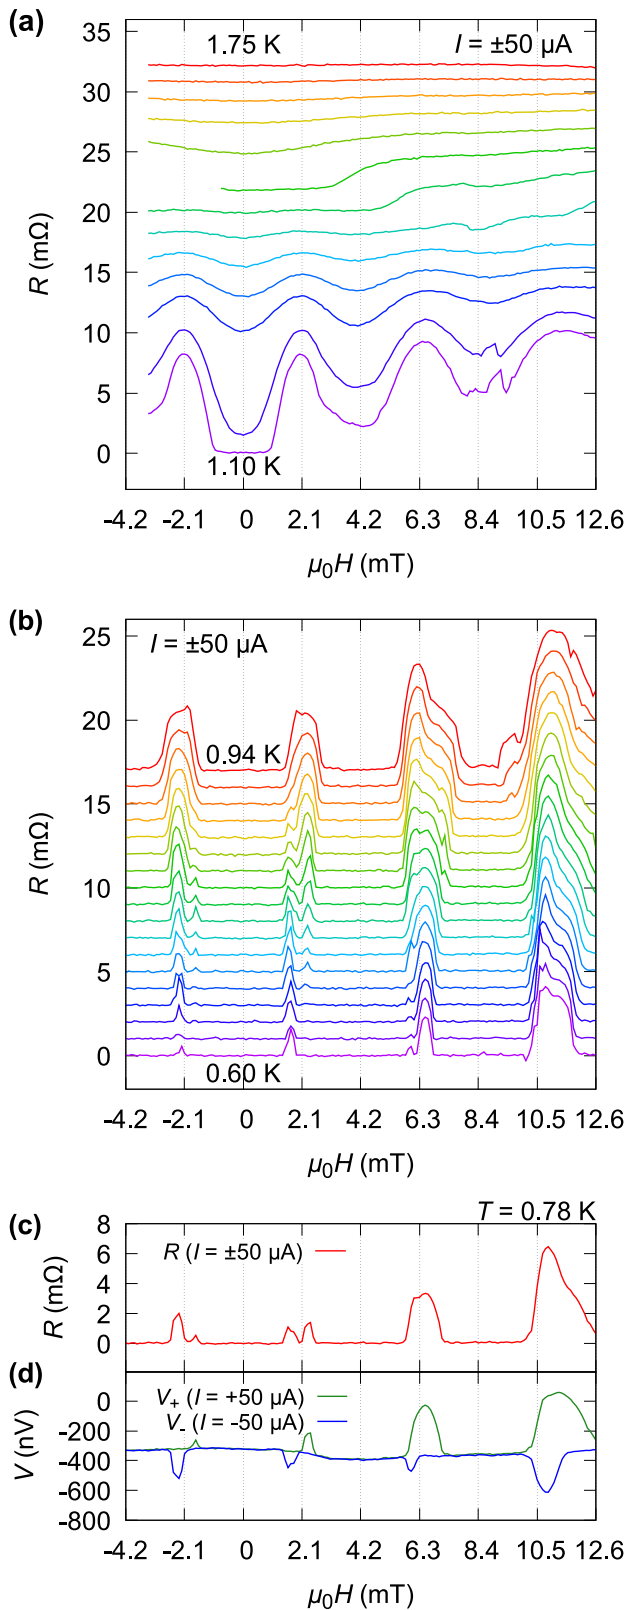 (a)
35
30
25
20
15
10
5
0
R (mΩ)
1.75 K
I = ±50 μA
1.10 K
-4.2 -2.1 0 2.1 4.2 6.3 8.4 10.5 12.6
μ0H (mT)
(b)
25
20
15
10
5
0
R (mΩ)
I = ±50 μA
0.94 K
0.60 K
-4.2 -2.1 0 2.1 4.2 6.3 8.4 10.5 12.6
μ0H (mT)
(c)
T = 0.78 K
8
6
4
2
0
R (mΩ)
R (I = ±50 μA)
(d)
0
-200
-400
-600
-800
V (nV)
V+ (I = +50 μA)
V- (I = -50 μA)
-4.2 -2.1 0 2.1 4.2 6.3 8.4 10.5 12.6
μ0H (mT)